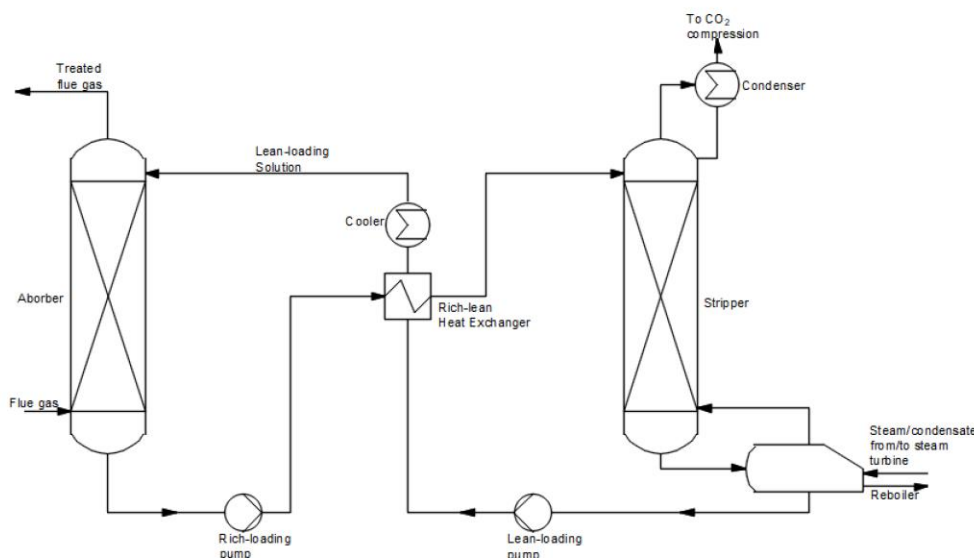 To CO₂
compression
Treated
flue gas
Condenser
Lean-loading
Solution
Cooler
Aborber
Rich-lean
Heat Exchanger
Stripper
Flue gas
Steam/condensate
from/to steam
turbine
Reboiler
Rich-loading
pump
Lean-loading
pump